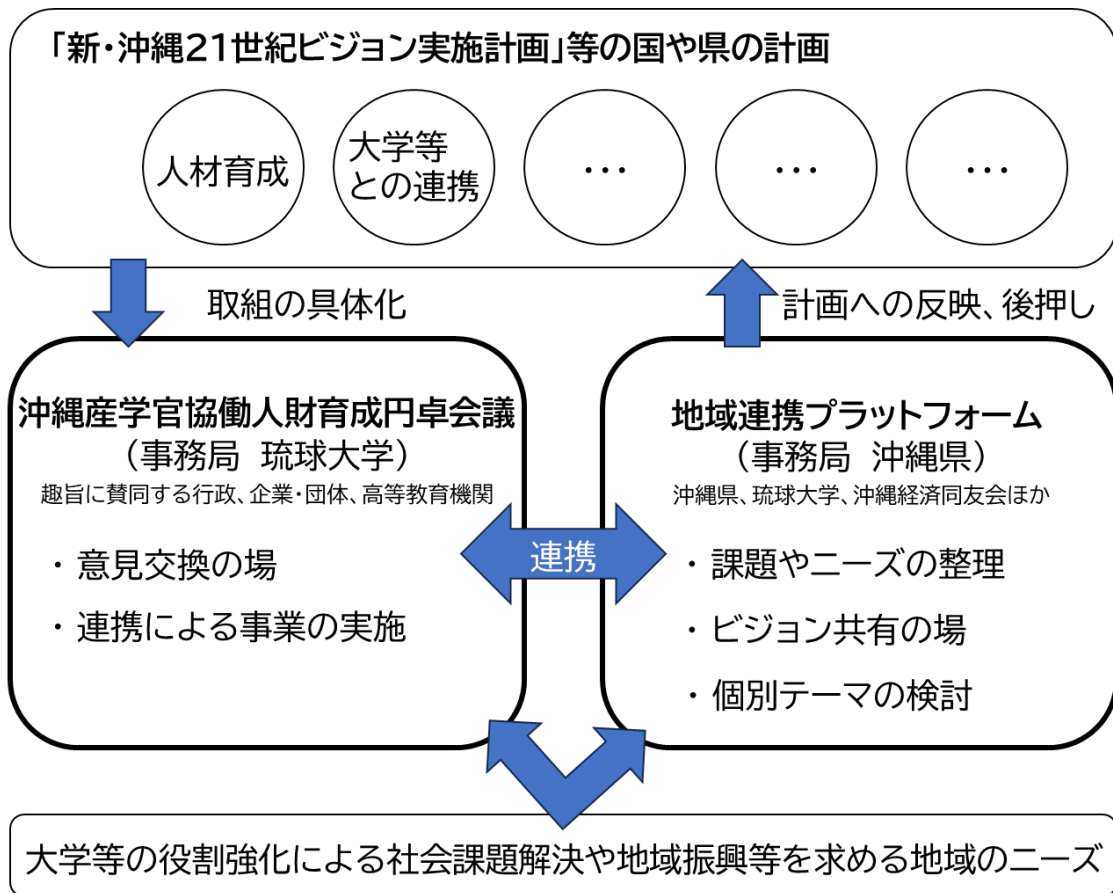 「新・沖縄21世紀ビジョン実施計画」等の国や県の計画
人材育成
大学等
との連携
…
…
…
取組の具体化
計画への反映、後押し
沖縄産学官協働人財育成円卓会議
（事務局　琉球大学）
趣旨に賛同する行政、企業・団体、高等教育機関
・意見交換の場
・連携による事業の実施
連携
地域連携プラットフォーム
（事務局　沖縄県）
沖縄県、琉球大学、沖縄経済同友会ほか
・課題やニーズの整理
・ビジョン共有の場
・個別テーマの検討
大学等の役割強化による社会課題解決や地域振興等を求める地域のニーズ